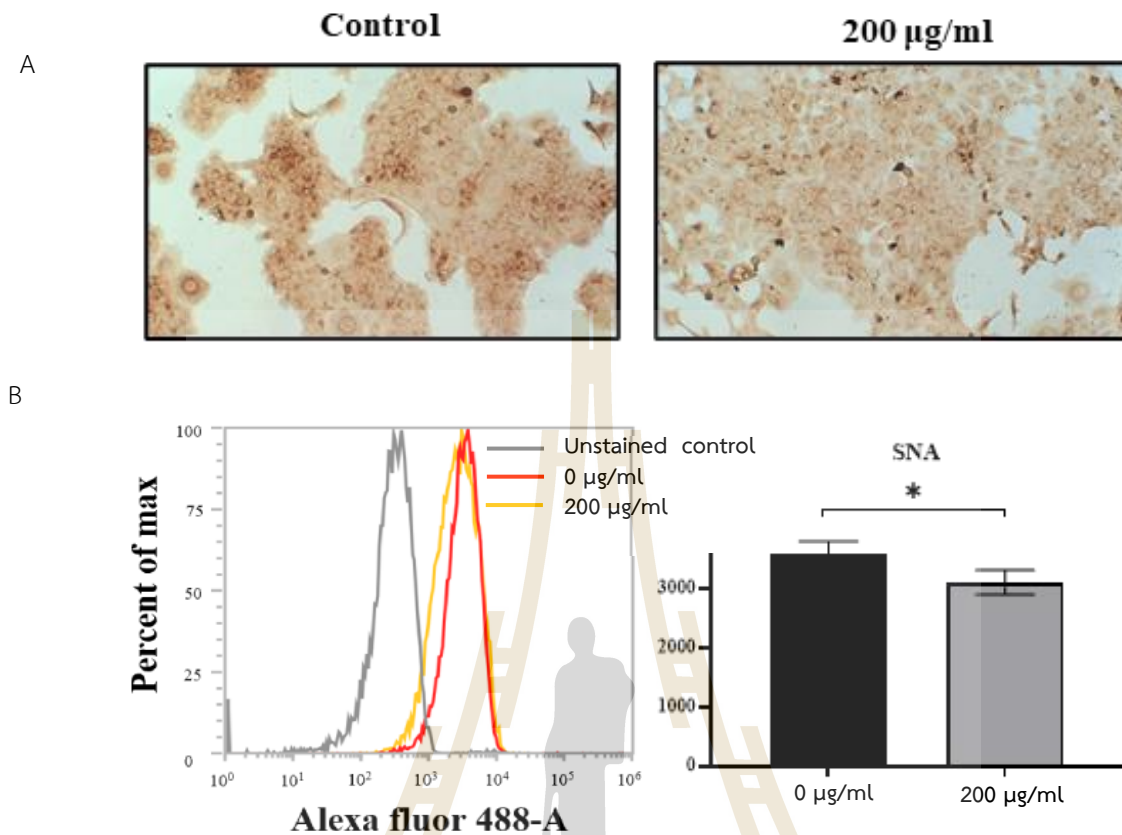 Control
200 µg/ml
A
B
100
75
50
25
0
Percent of max
10⁰ 10¹ 10² 10³ 10⁴ 10⁵ 10⁶
Alexa fluor 488-A
Unstained control
0 µg/ml
200 µg/ml
SNA
*
3000
2000
1000
0
0 µg/ml
200 µg/ml